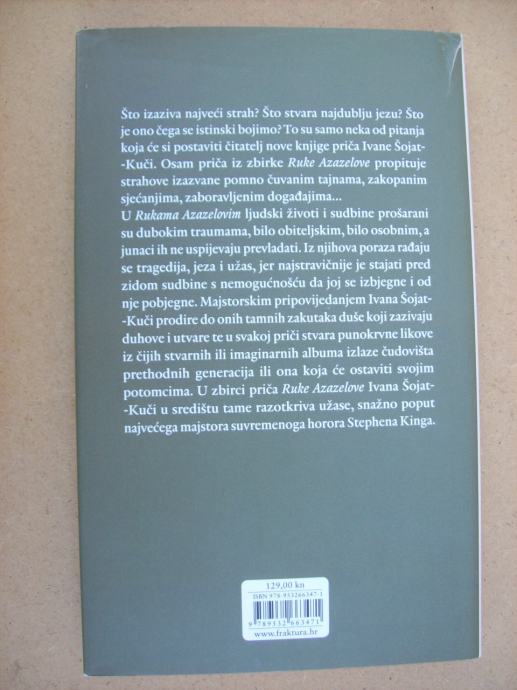 Što izaziva najveći strah? Što stvara najdublju jezu? Što
je ono čega se istinski bojimo? To su samo neka od pitanja
koja će si postaviti čitatelj nove knjige priča Ivane Šojat-
-Kuči. Osam priča iz zbirke Ruke Azazelove propituje
strahove izazvane pomno čuvanim tajnama, zakopanim
sjećanjima, zaboravljenim događajima...
U Rukama Azazelovim ljudski životi i sudbine prošarani
su dubokim traumama, bilo obiteljskim, bilo osobnim, a
junaci ih ne uspijevaju prevladati. Iz njihova poraza rađaju
se tragedija, jeza i užas, jer najstravičnije je stajati pred
zidom sudbine s nemogućnošću da joj se izbjegne i od
nje pobjegne. Majstorskim pripovijedanjem Ivana Šojat-
-Kuči prodire do onih tamnih zakutaka duše koji zazivaju
duhove i utvare te u svakoj priči stvara punokrvne likove
iz čijih stvarnih ili imaginarnih albuma izlaze čudovišta
prethodnih generacija ili ona koja će ostaviti svojim
potomcima. U zbirci priča Ruke Azazelove Ivana Šojat-
-Kuči u središtu tame razotkriva užase, snažno poput
najvećega majstora suvremenoga horora Stephena Kinga.
129,00 kn
ISBN 978-953266347-1
9 789532 663471
www.fraktura.hr